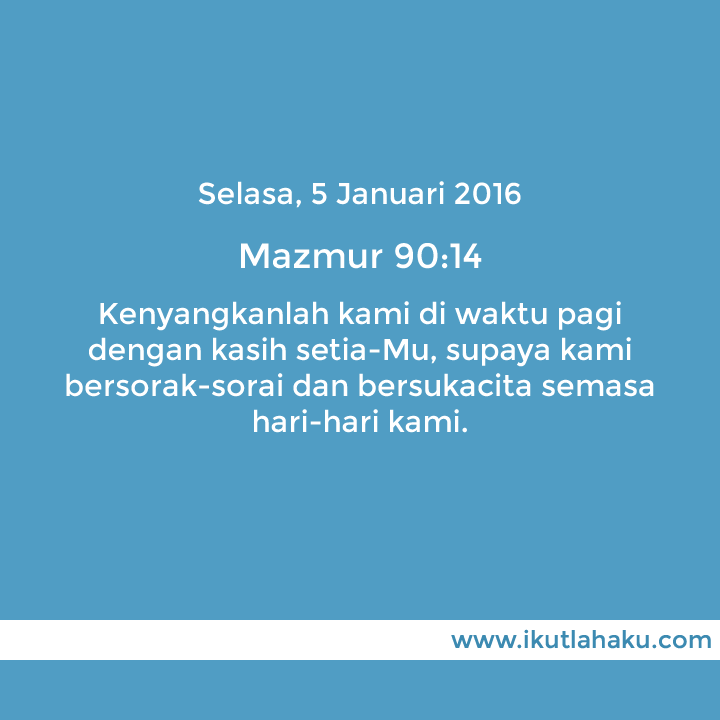 Selasa, 5 Januari 2016
Mazmur 90:14
Kenyangkanlah kami di waktu pagi
dengan kasih setia-Mu, supaya kami
bersorak-sorai dan bersukacita semasa
hari-hari kami.
www.ikutlahaku.com